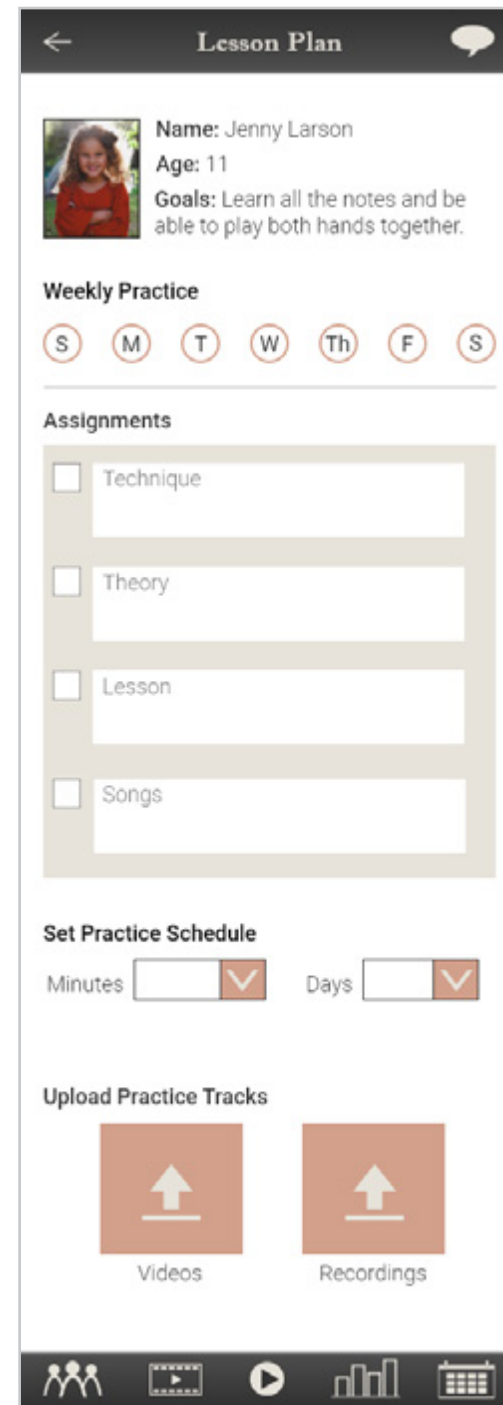 Lesson Plan
Name: Jenny Larson
Age: 11
Goals: Learn all the notes and be
able to play both hands together.
Weekly Practice
S M T W Th F S
Assignments
Technique
Theory
Lesson
Songs
Set Practice Schedule
Minutes Days
Upload Practice Tracks
Videos Recordings